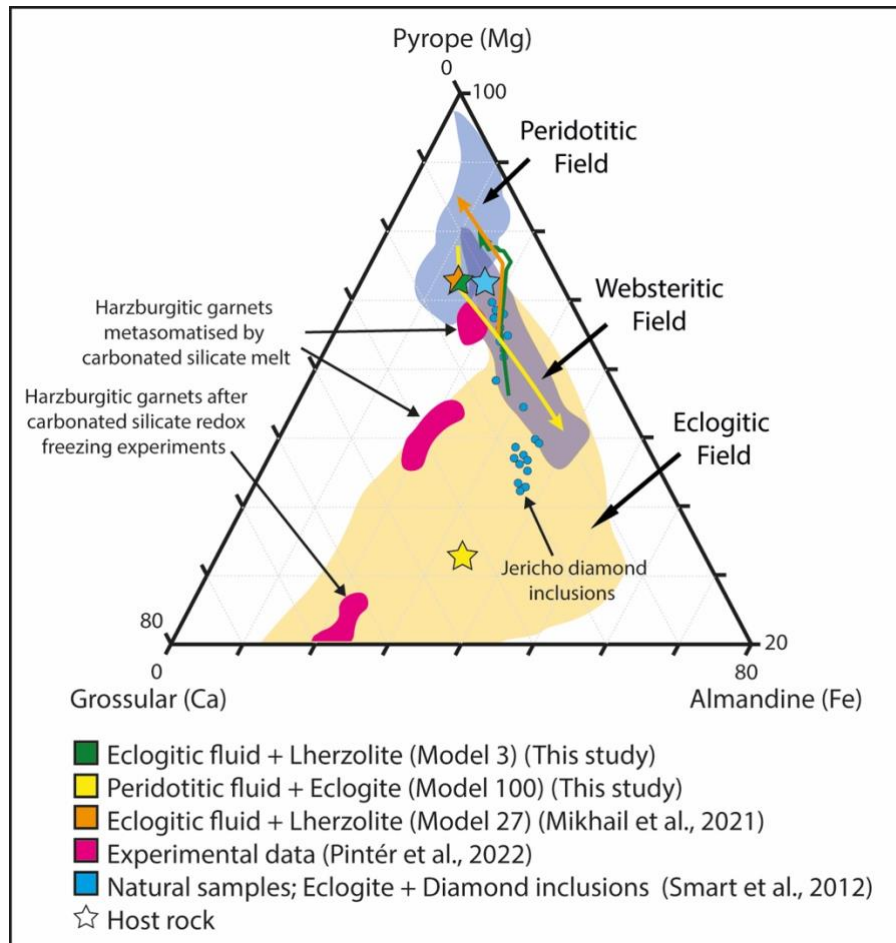 Pyrope (Mg)
0
100
Peridotitic
Field
Websteritic
Field
Harzburgitic garnets
metasomatised by
carbonated silicate melt
Harzburgitic garnets after
carbonated silicate redox
freezing experiments
Eclogitic
Field
Jericho diamond
inclusions
80
20
0
80
Grossular (Ca)
Almandine (Fe)
Eclogitic fluid + Lherzolite (Model 3) (This study)
Peridotitic fluid + Eclogite (Model 100) (This study)
Eclogitic fluid + Lherzolite (Model 27) (Mikhail et al., 2021)
Experimental data (Pintér et al., 2022)
Natural samples; Eclogite + Diamond inclusions (Smart et al., 2012)
Host rock